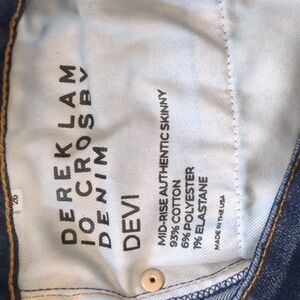 DEREK LAM
10 CROSBY
DENIM
DEVI
MID-RISE AUTHENTIC SKINNY
93% COTTON
6% POLYESTER
1% ELASTANE
MADE IN THE USA
26